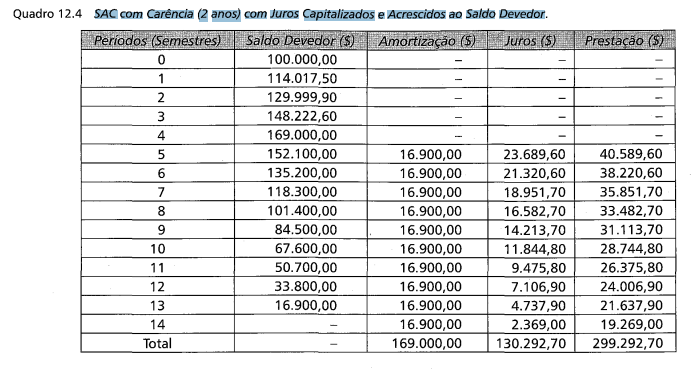 Quadro 12.4 SAC com Carência (2 anos) com Juros Capitalizados e Acrescidos ao Saldo Devedor.
Períodos (Semestres) Saldo Devedor ($) Amortização ($) Juros ($) Prestação ($)
0 100.000,00 – – –
1 114.017,50 – – –
2 129.999,90 – – –
3 148.222,60 – – –
4 169.000,00 – – –
5 152.100,00 16.900,00 23.689,60 40.589,60
6 135.200,00 16.900,00 21.320,60 38.220,60
7 118.300,00 16.900,00 18.951,70 35.851,70
8 101.400,00 16.900,00 16.582,70 33.482,70
9 84.500,00 16.900,00 14.213,70 31.113,70
10 67.600,00 16.900,00 11.844,80 28.744,80
11 50.700,00 16.900,00 9.475,80 26.375,80
12 33.800,00 16.900,00 7.106,90 24.006,90
13 16.900,00 16.900,00 4.737,90 21.637,90
14 – 16.900,00 2.369,00 19.269,00
Total – 169.000,00 130.292,70 299.292,70